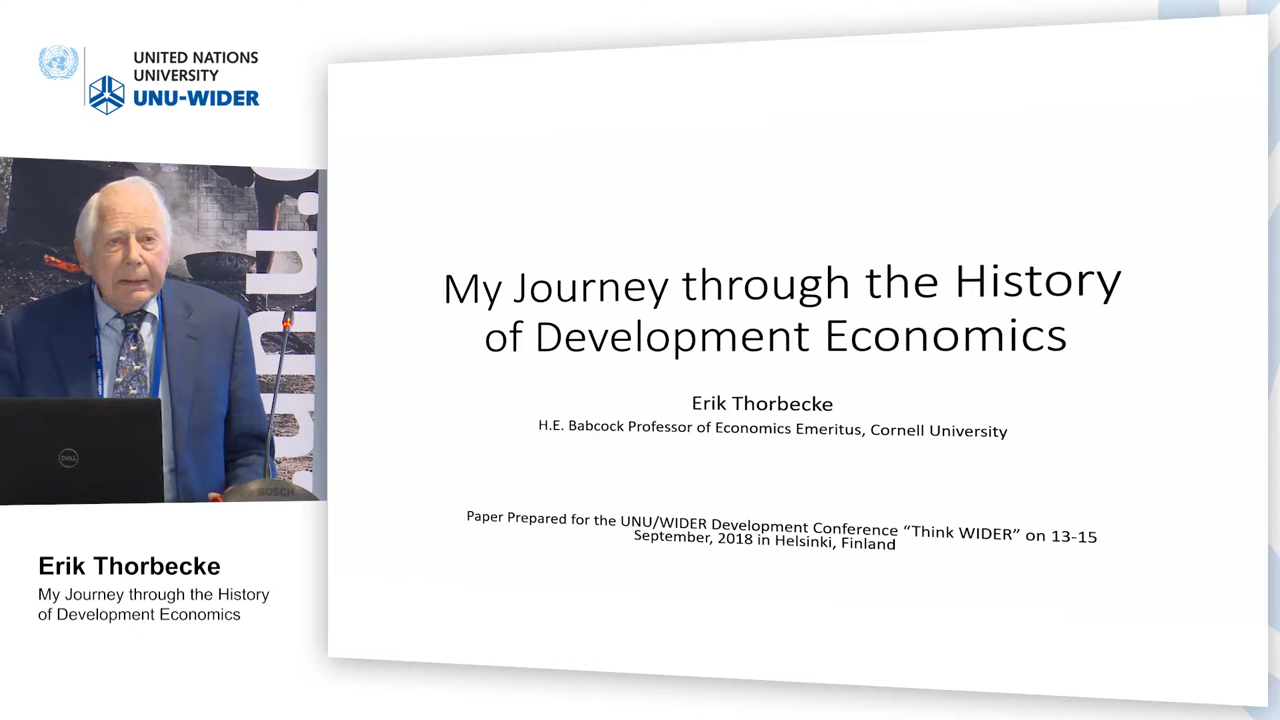 UNITED NATIONS
UNIVERSITY
UNU-WIDER
DELL
BOSCH
Erik Thorbecke
My Journey through the History
of Development Economics
My Journey through the History
of Development Economics
Erik Thorbecke
H.E. Babcock Professor of Economics Emeritus, Cornell University
Paper Prepared for the UNU/WIDER Development Conference “Think WIDER” on 13-15
September, 2018 in Helsinki, Finland